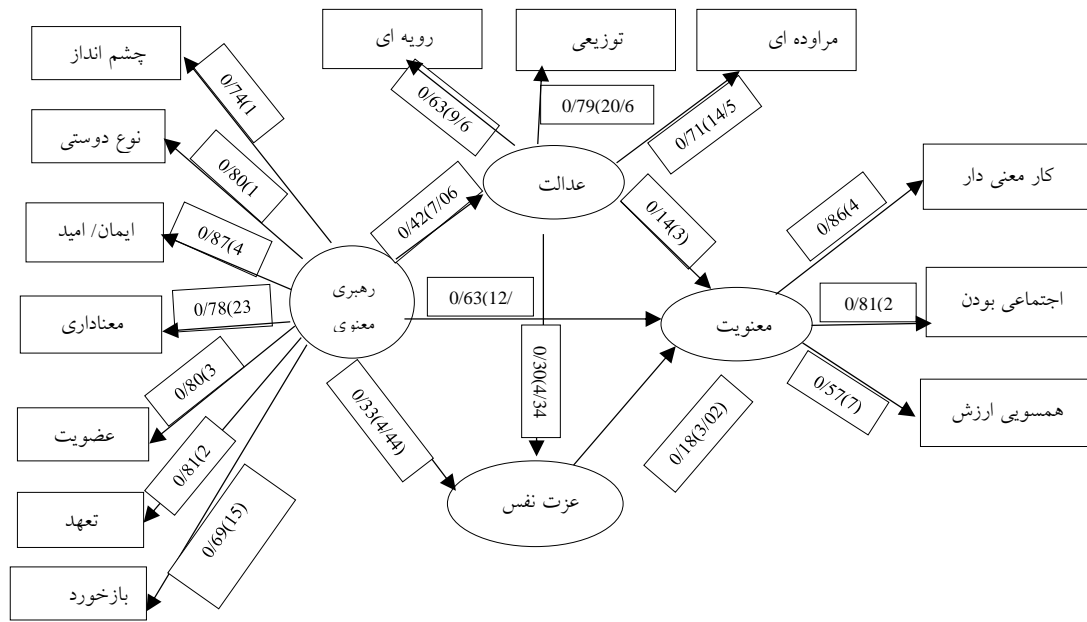 رویه ای
توزیعی
مراوده ای
چشم انداز
0/74(1
0/63(9/6
0/79(20/6
0/71(14/5
نوع دوستی
0/80(1
عدالت
کار معنی دار
0/86(4
0/42(7/06
0/14(3)
ایمان/ امید
0/87(4
رهبری
معنوی
0/63(12/
معنویت
0/81(2
اجتماعی بودن
معناداری
0/78(23
0/30(4/34
0/57(7)
همسویی ارزش
عضویت
0/80(3
0/33(4/44)
0/18(3/02)
تعهد
0/81(2
عزت نفس
0/69(15)
بازخورد